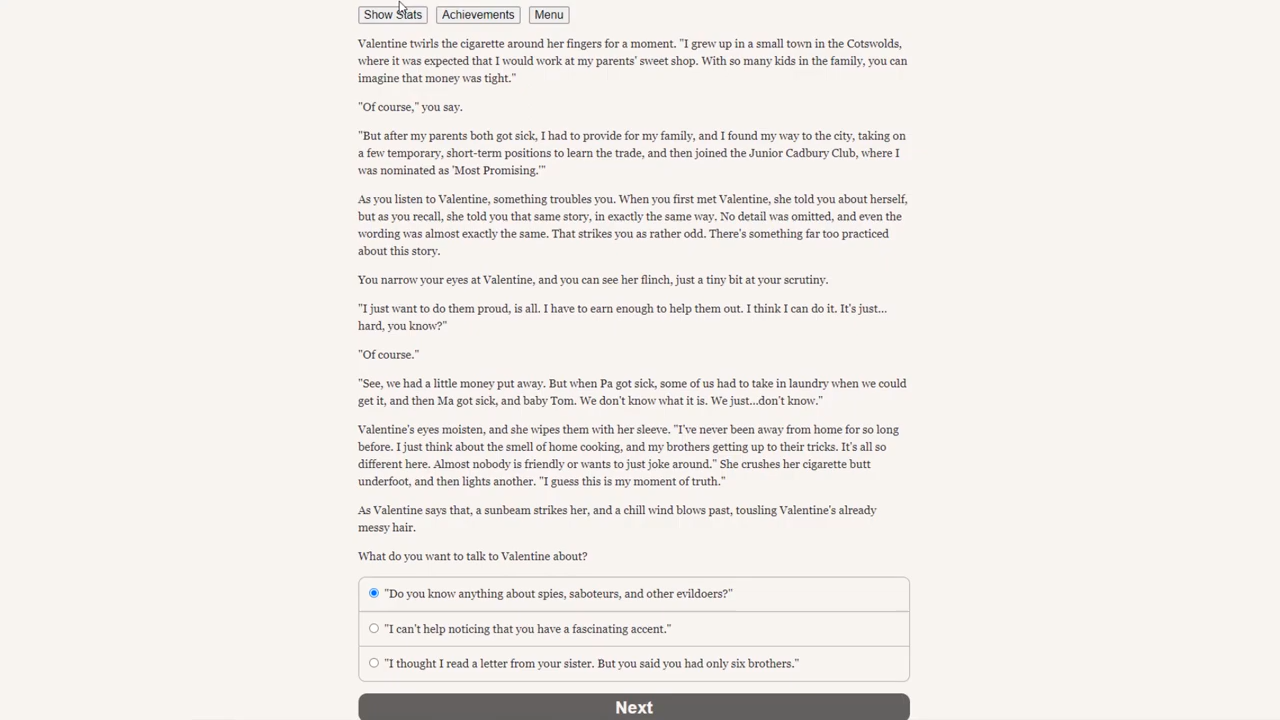 Show Stats
Achievements
Menu
Valentine twirls the cigarette around her fingers for a moment. "I grew up in a small town in the Cotswolds,
where it was expected that I would work at my parents' sweet shop. With so many kids in the family, you can
imagine that money was tight."
"Of course," you say.
"But after my parents both got sick, I had to provide for my family, and I found my way to the city, taking on
a few temporary, short-term positions to learn the trade, and then joined the Junior Cadbury Club, where I
was nominated as 'Most Promising.'"
As you listen to Valentine, something troubles you. When you first met Valentine, she told you about herself,
but as you recall, she told you that same story, in exactly the same way. No detail was omitted, and even the
wording was almost exactly the same. That strikes you as rather odd. There's something far too practiced
about this story.
You narrow your eyes at Valentine, and you can see her flinch, just a tiny bit at your scrutiny.
"I just want to do them proud, is all. I have to earn enough to help them out. I think I can do it. It's just...
hard, you know?"
"Of course."
"See, we had a little money put away. But when Pa got sick, some of us had to take in laundry when we could
get it, and then Ma got sick, and baby Tom. We don't know what it is. We just...don't know."
Valentine's eyes moisten, and she wipes them with her sleeve. "I've never been away from home for so long
before. I just think about the smell of home cooking, and my brothers getting up to their tricks. It's all so
different here. Almost nobody is friendly or wants to just joke around." She crushes her cigarette butt
underfoot, and then lights another. "I guess this is my moment of truth."
As Valentine says that, a sunbeam strikes her, and a chill wind blows past, tousling Valentine's already
messy hair.
What do you want to talk to Valentine about?
"Do you know anything about spies, saboteurs, and other evildoers?"
"I can't help noticing that you have a fascinating accent."
"I thought I read a letter from your sister. But you said you had only six brothers."
Next